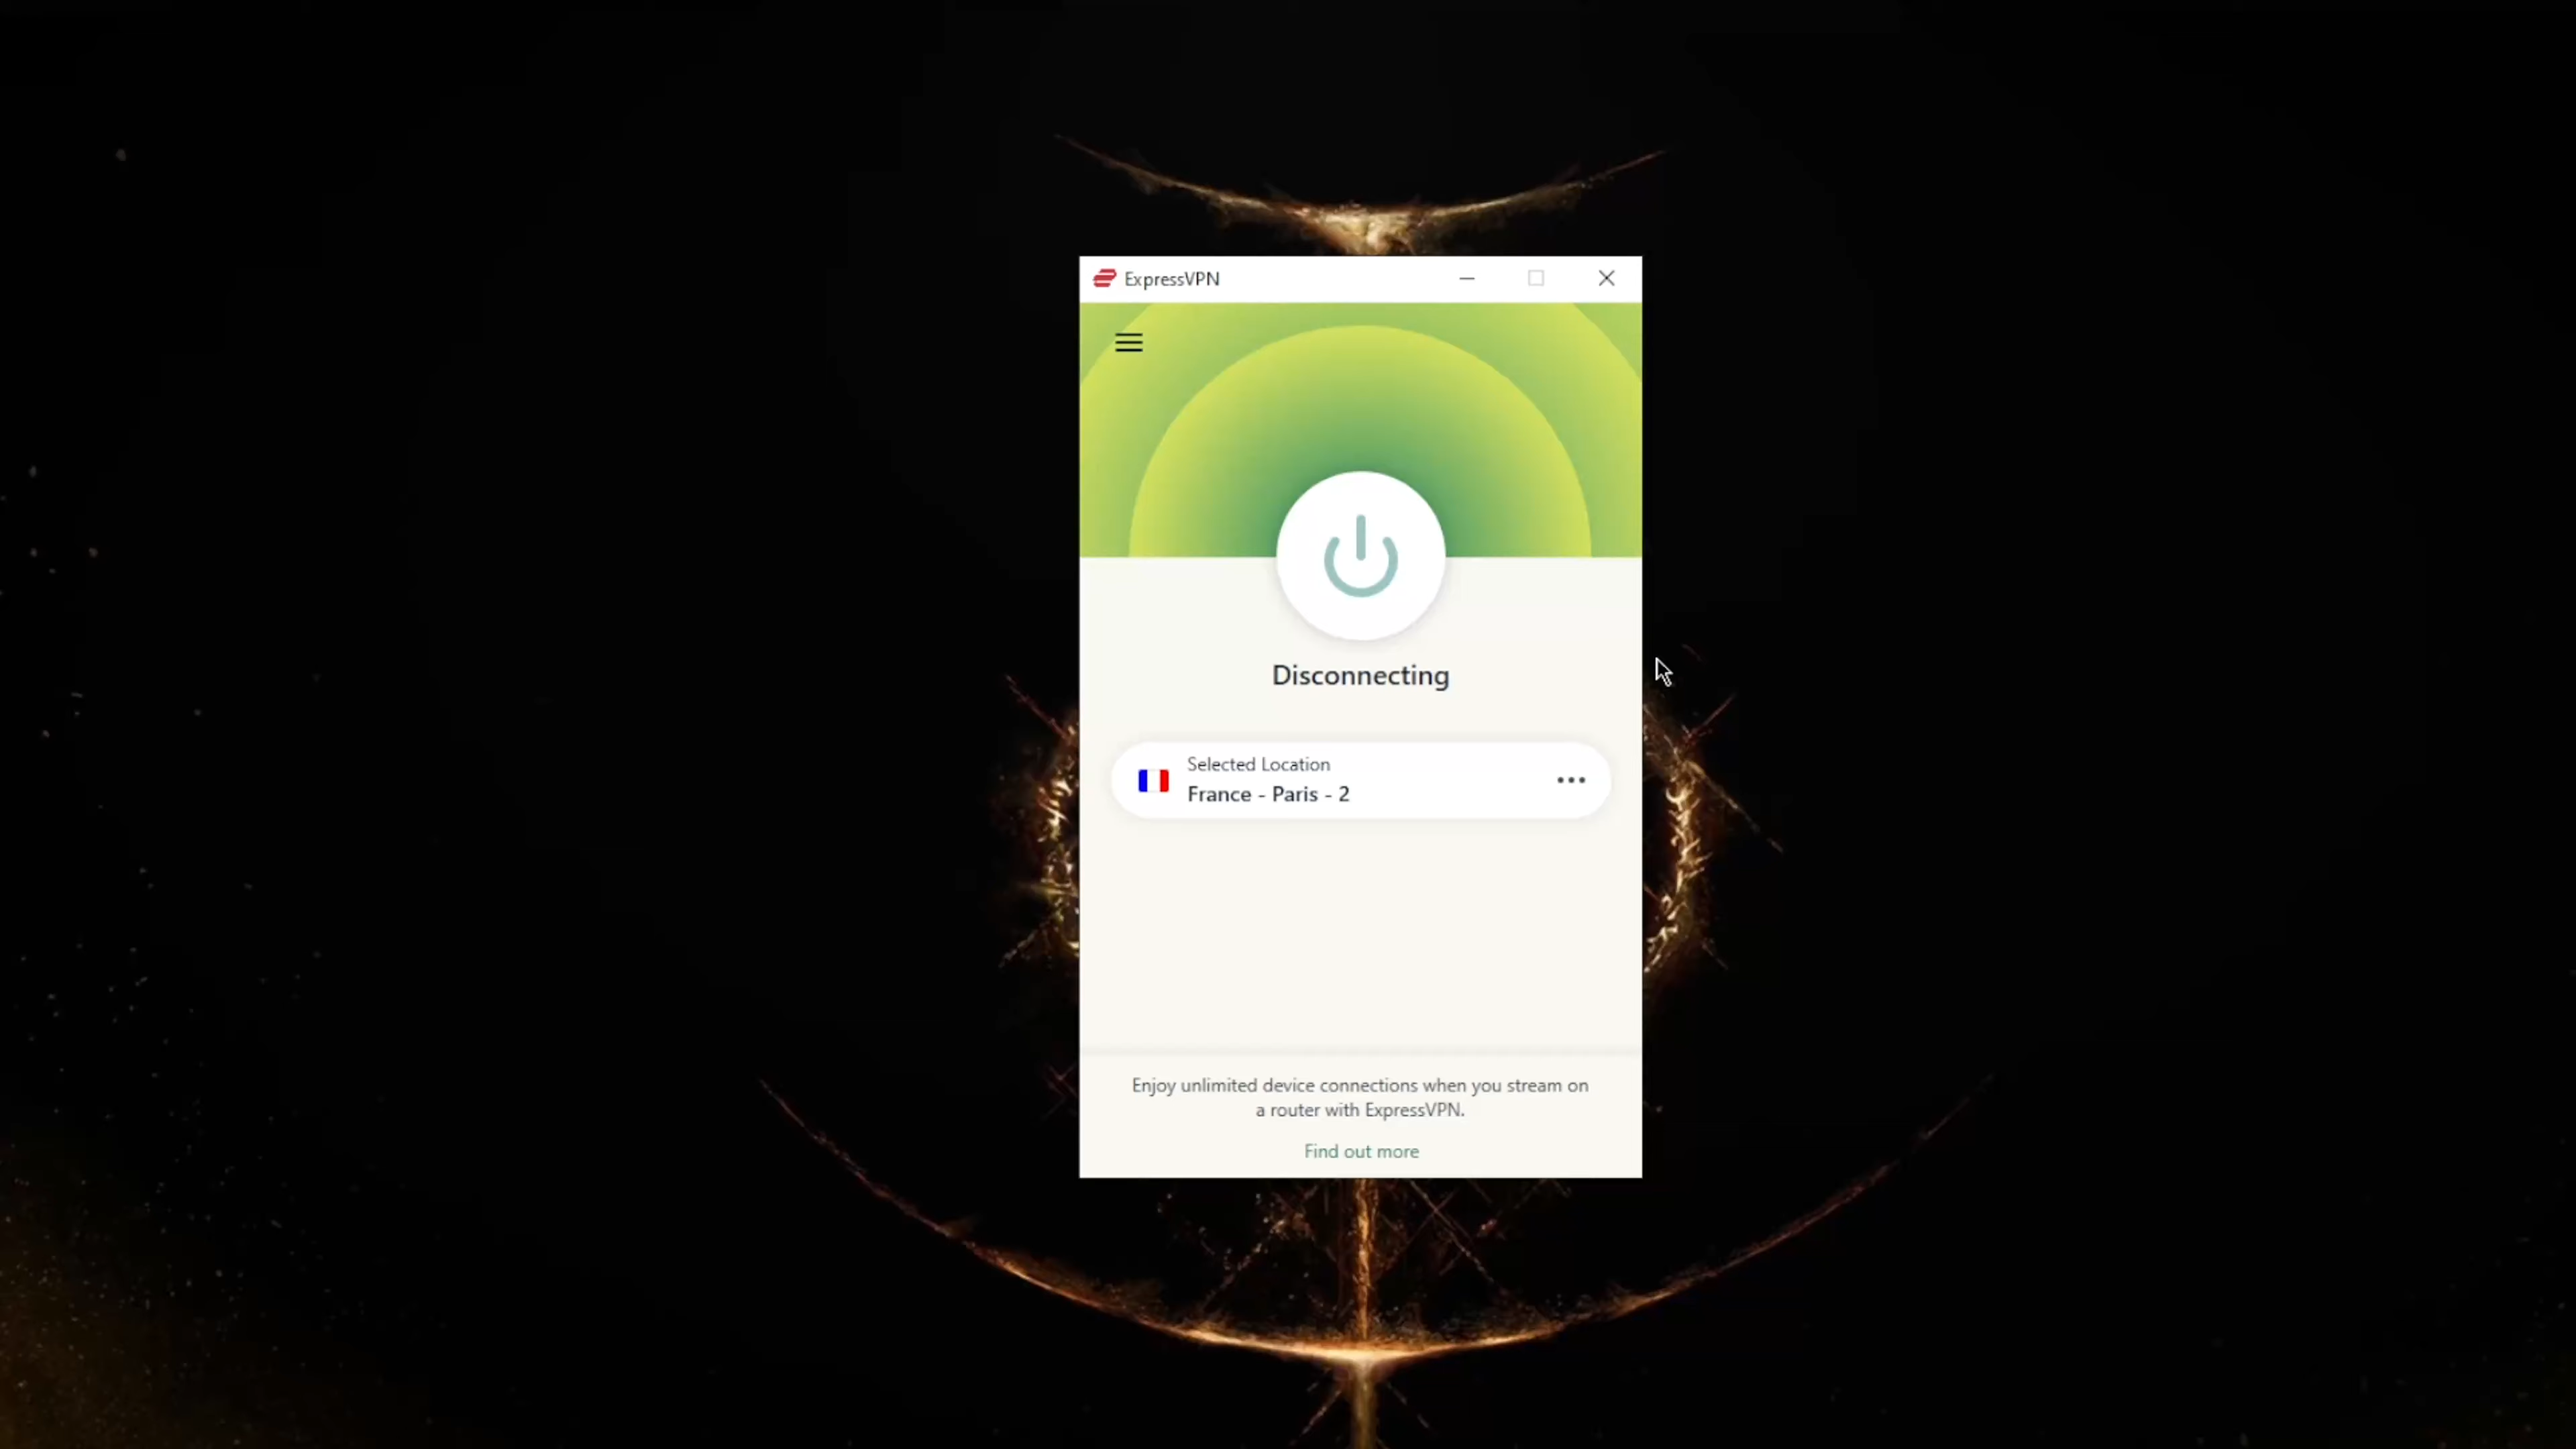 ExpressVPN
Disconnecting
Selected Location
France - Paris - 2
Enjoy unlimited device connections when you stream on
a router with ExpressVPN.
Find out more